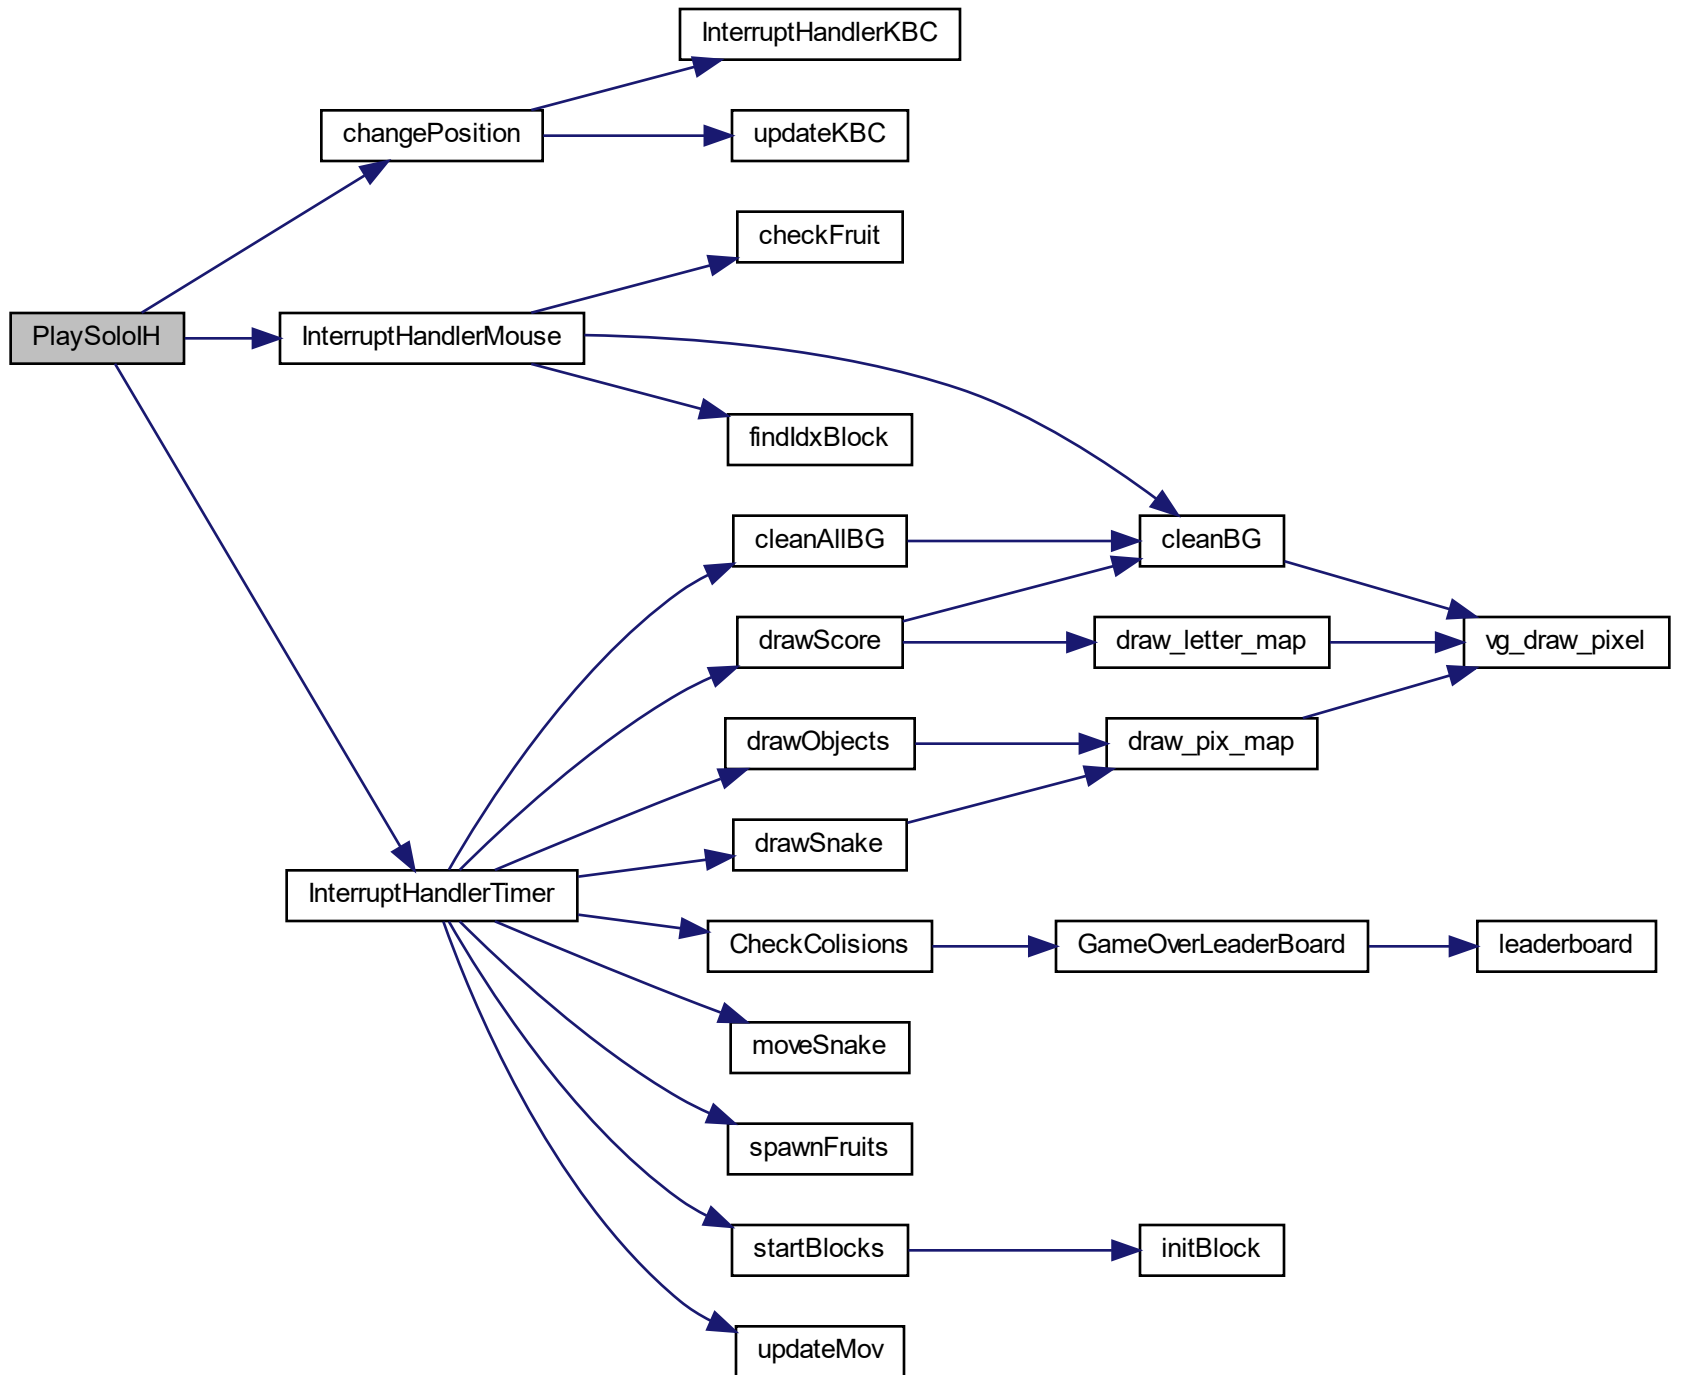 InterruptHandlerKBC
changePosition
updateKBC
checkFruit
PlaySoloIH
InterruptHandlerMouse
findIdxBlock
cleanAllBG
cleanBG
drawScore
draw_letter_map
vg_draw_pixel
drawObjects
draw_pix_map
drawSnake
InterruptHandlerTimer
CheckColisions
GameOverLeaderBoard
leaderboard
moveSnake
spawnFruits
startBlocks
initBlock
updateMov